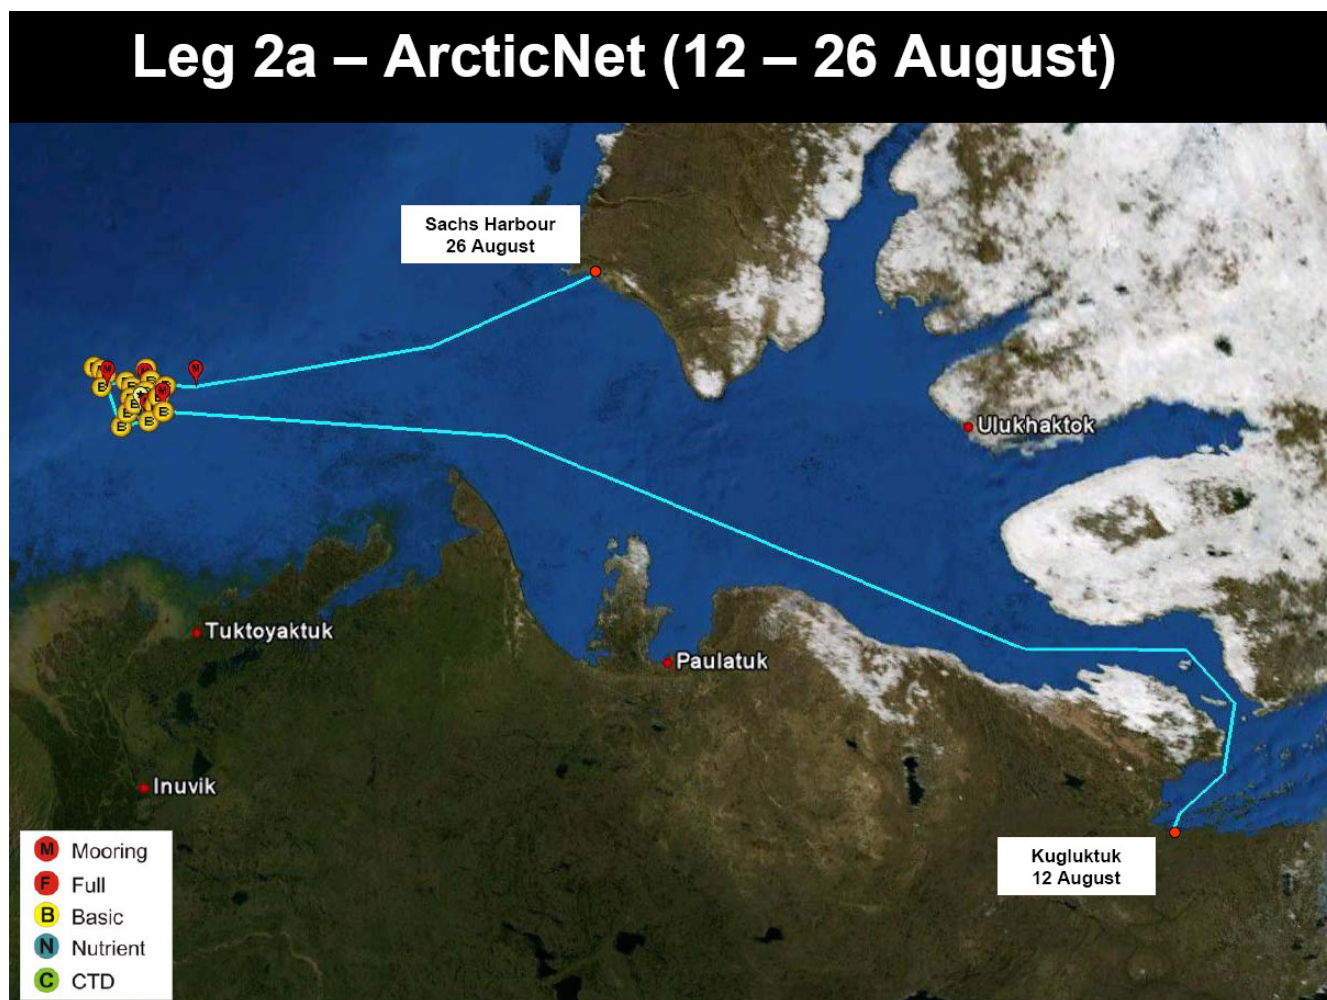 Leg 2a – ArcticNet (12 – 26 August)
Sachs Harbour
26 August
M
M
B
B
B
B
B
Ulukhaktok
Tuktoyaktuk
Paulatuk
Inuvik
Kugluktuk
12 August
M Mooring
F Full
B Basic
N Nutrient
C CTD